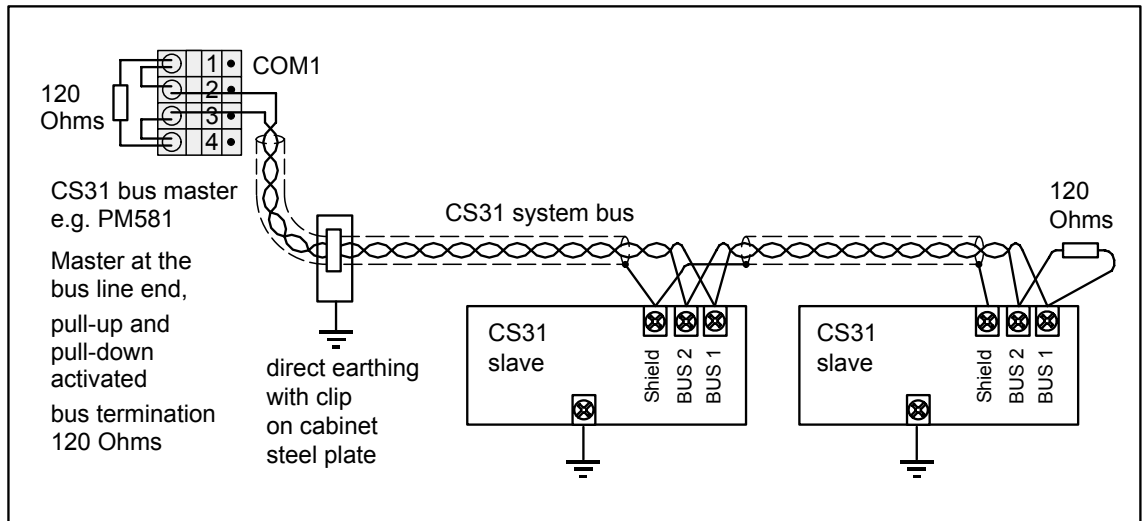 1
COM1
2
3
4
120
Ohms
CS31 bus master
e.g. PM581
Master at the
bus line end,
pull-up and
pull-down
activated
bus termination
120 Ohms
direct earthing
with clip
on cabinet
steel plate
CS31 system bus
CS31
slave
Shield
BUS 2
BUS 1
CS31
slave
Shield
BUS 2
BUS 1
120
Ohms